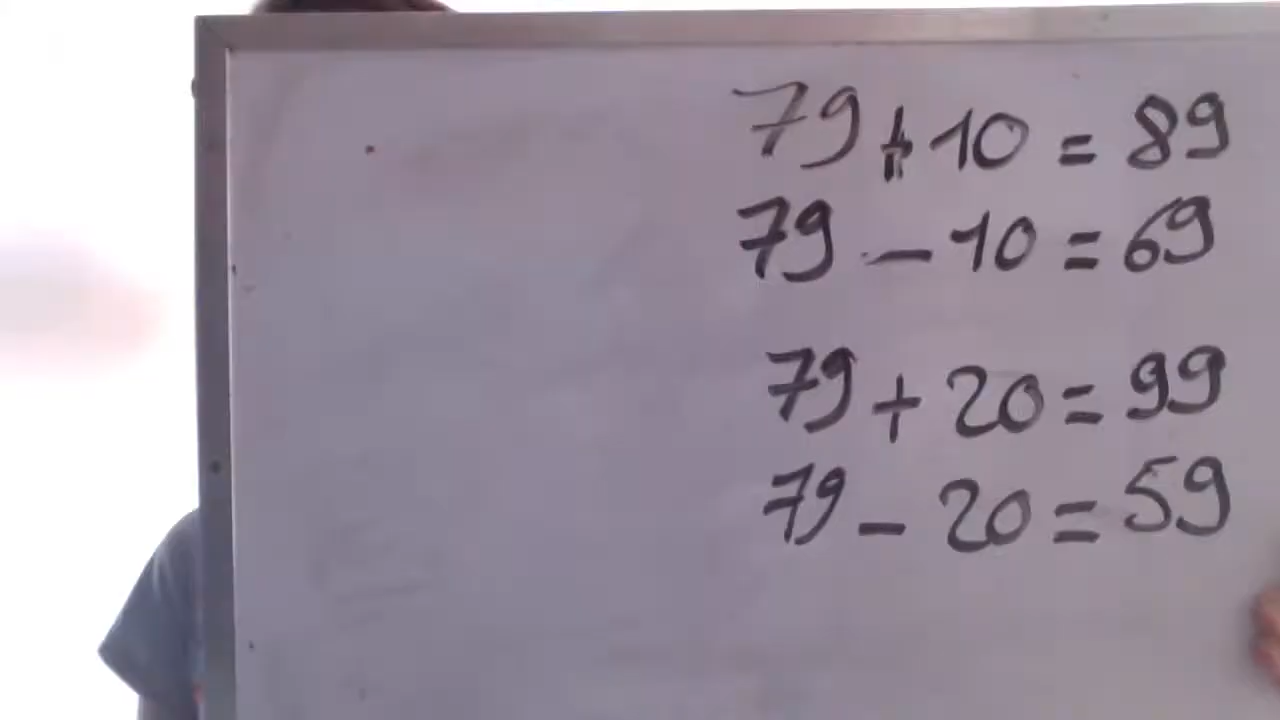 79 + 10 = 89
79 - 10 = 69
79 + 20 = 99
79 - 20 = 59